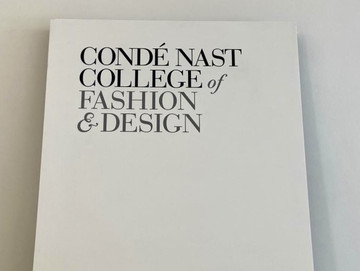 CONDÉ NAST
COLLEGE of
FASHION
& DESIGN